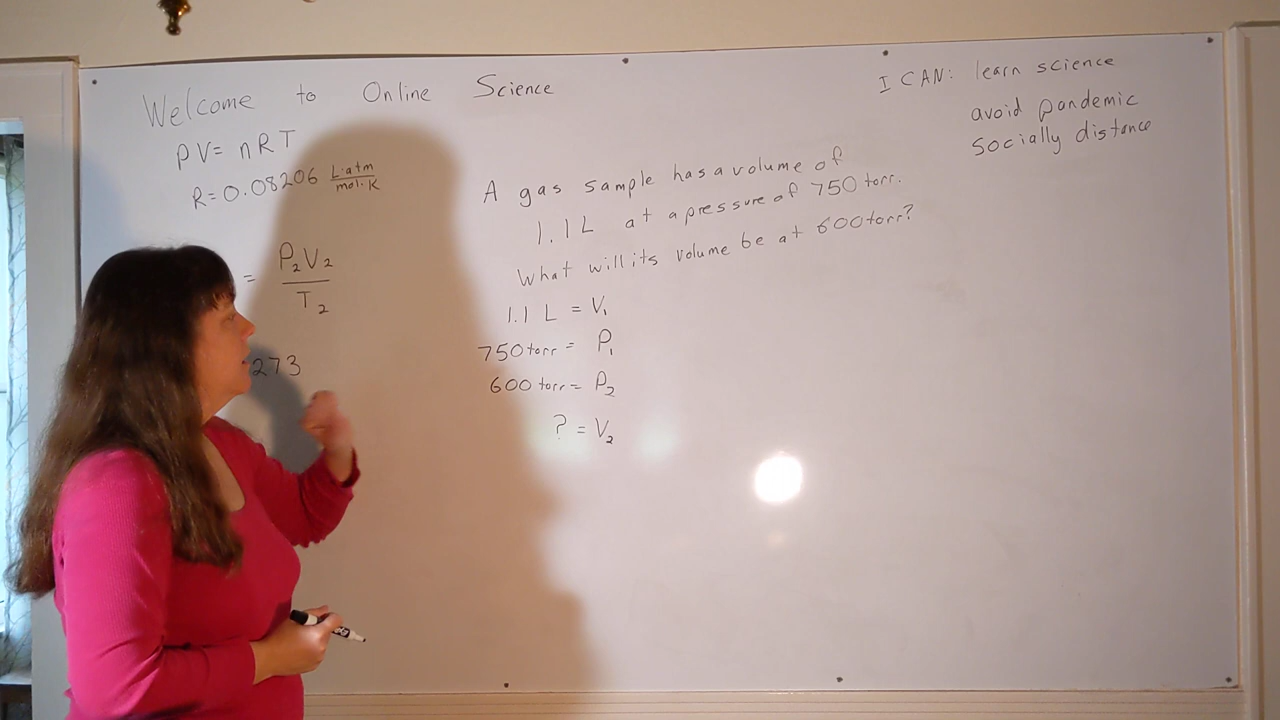 Welcome to Online Science
PV = nRT
R = 0.08206 L·atm / mol·K
= P₂V₂ / T₂
273
A gas sample has a volume of
1.1 L at a pressure of 750 torr.
What will its volume be at 600 torr?
1.1 L = V₁
750 torr = P₁
600 torr = P₂
? = V₂
I CAN: learn science
avoid pandemic
socially distance